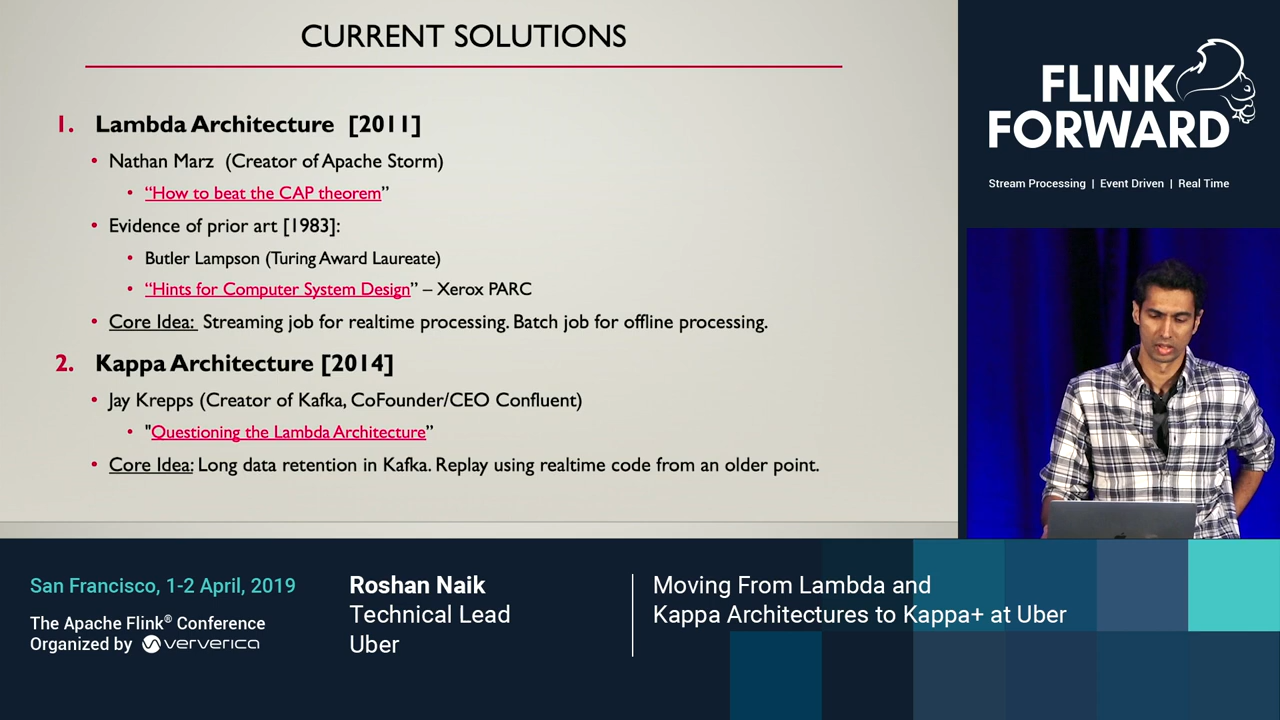 CURRENT SOLUTIONS
1. Lambda Architecture [2011]
• Nathan Marz (Creator of Apache Storm)
• “How to beat the CAP theorem”
• Evidence of prior art [1983]:
• Butler Lampson (Turing Award Laureate)
• “Hints for Computer System Design” – Xerox PARC
• Core Idea: Streaming job for realtime processing. Batch job for offline processing.
2. Kappa Architecture [2014]
• Jay Krepps (Creator of Kafka, CoFounder/CEO Confluent)
• "Questioning the Lambda Architecture”
• Core Idea: Long data retention in Kafka. Replay using realtime code from an older point.
FLINK
FORWARD
Stream Processing | Event Driven | Real Time
San Francisco, 1-2 April, 2019
The Apache Flink® Conference
Organized by ververica
Roshan Naik
Technical Lead
Uber
Moving From Lambda and
Kappa Architectures to Kappa+ at Uber